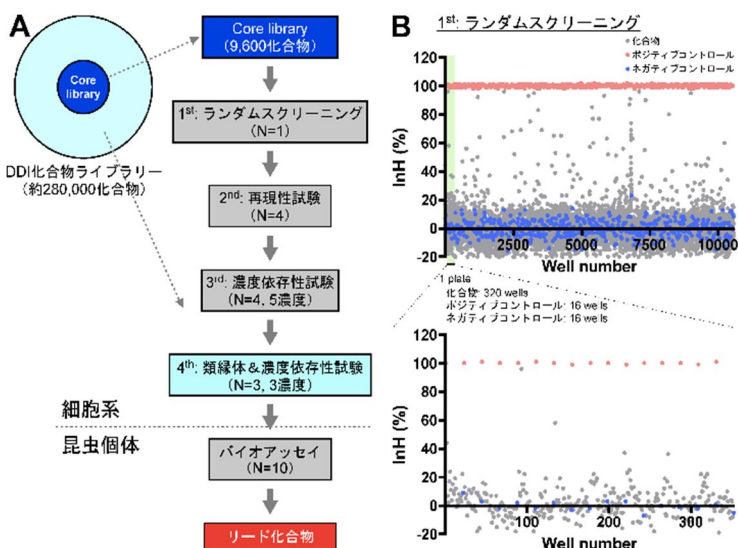 A
Core library
(9,600化合物)
Core
library
DDI化合物ライブラリー
(約280,000化合物)
1st: ランダムスクリーニング
(N=1)
2nd: 再現性試験
(N=4)
3rd: 濃度依存性試験
(N=4, 5濃度)
4th: 類縁体&濃度依存性試験
(N=3, 3濃度)
細胞系
昆虫個体
バイオアッセイ
(N=10)
リード化合物
B
1st: ランダムスクリーニング
化合物
ポジティブコントロール
ネガティブコントロール
InH (%)
120
100
80
60
40
20
0
-20
2500
5000
7500
10000
Well number
1 plate
化合物: 320 wells
ポジティブコントロール: 16 wells
ネガティブコントロール: 16 wells
InH (%)
120
100
80
60
40
20
0
-20
100
200
300
Well number